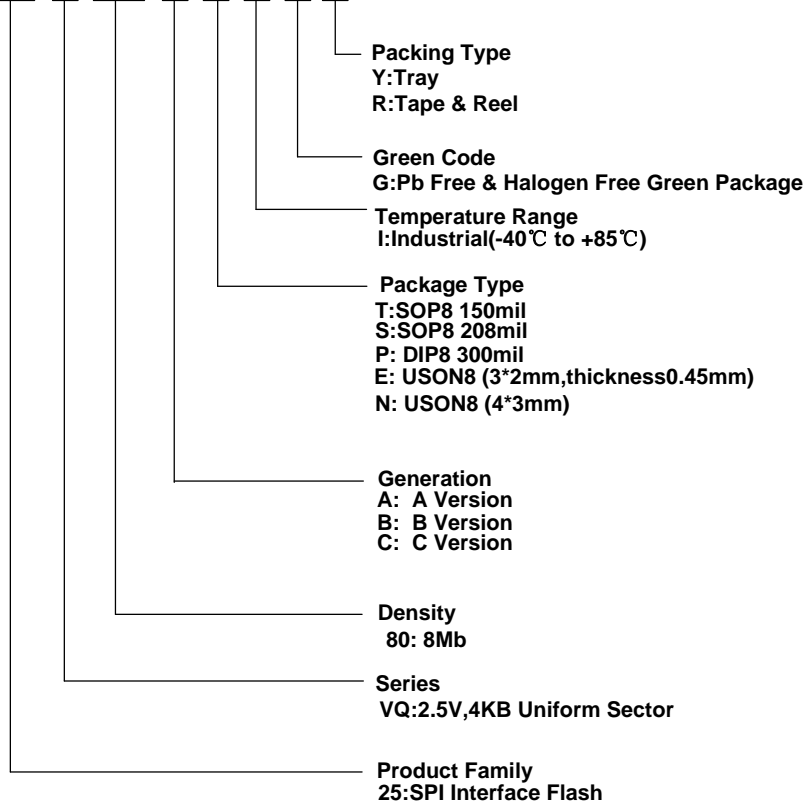 Packing Type
Y:Tray
R:Tape & Reel
Green Code
G:Pb Free & Halogen Free Green Package
Temperature Range
I:Industrial(-40℃ to +85℃)
Package Type
T:SOP8 150mil
S:SOP8 208mil
P: DIP8 300mil
E: USON8 (3*2mm,thickness0.45mm)
N: USON8 (4*3mm)
Generation
A: A Version
B: B Version
C: C Version
Density
80: 8Mb
Series
VQ:2.5V,4KB Uniform Sector
Product Family
25:SPI Interface Flash